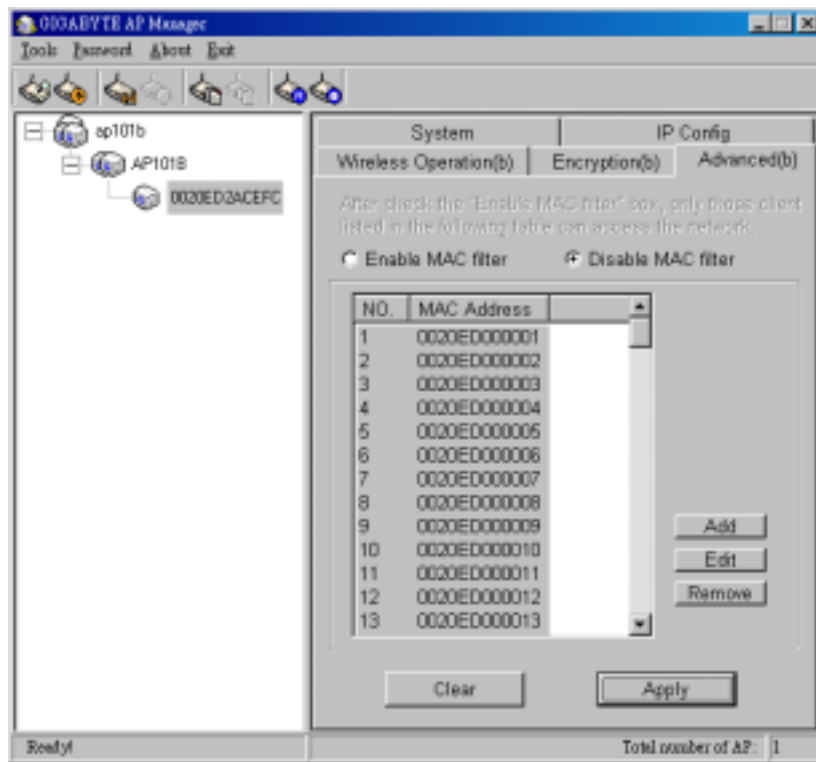 GIGABYTE AP Manager
Tools Password About Exit
ap101b
AP101B
0020ED2ACEFC
System IP Config
Wireless Operation(b) Encryption(b) Advanced(b)
After check the "Enable MAC filter" box, only those client
listed in the following table can access the network.
Enable MAC filter Disable MAC filter
NO. MAC Address
1 0020ED000001
2 0020ED000002
3 0020ED000003
4 0020ED000004
5 0020ED000005
6 0020ED000006
7 0020ED000007
8 0020ED000008
9 0020ED000009
10 0020ED000010
11 0020ED000011
12 0020ED000012
13 0020ED000013
Add
Edit
Remove
Clear Apply
Ready! Total number of AP: 1